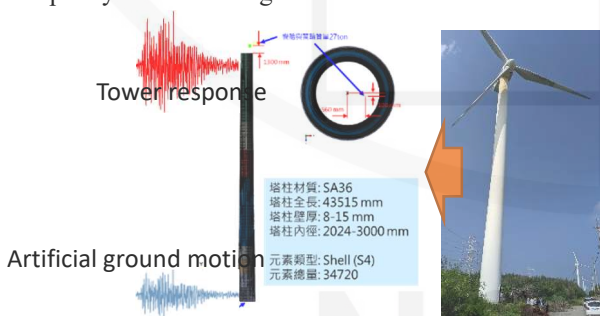 27ton
Tower response
塔柱材質: SA36
塔柱全長: 43515 mm
塔柱壁厚: 8-15 mm
塔柱內徑: 2024-3000 mm
Artificial ground motion
元素類型: Shell (S4)
元素總量: 34720